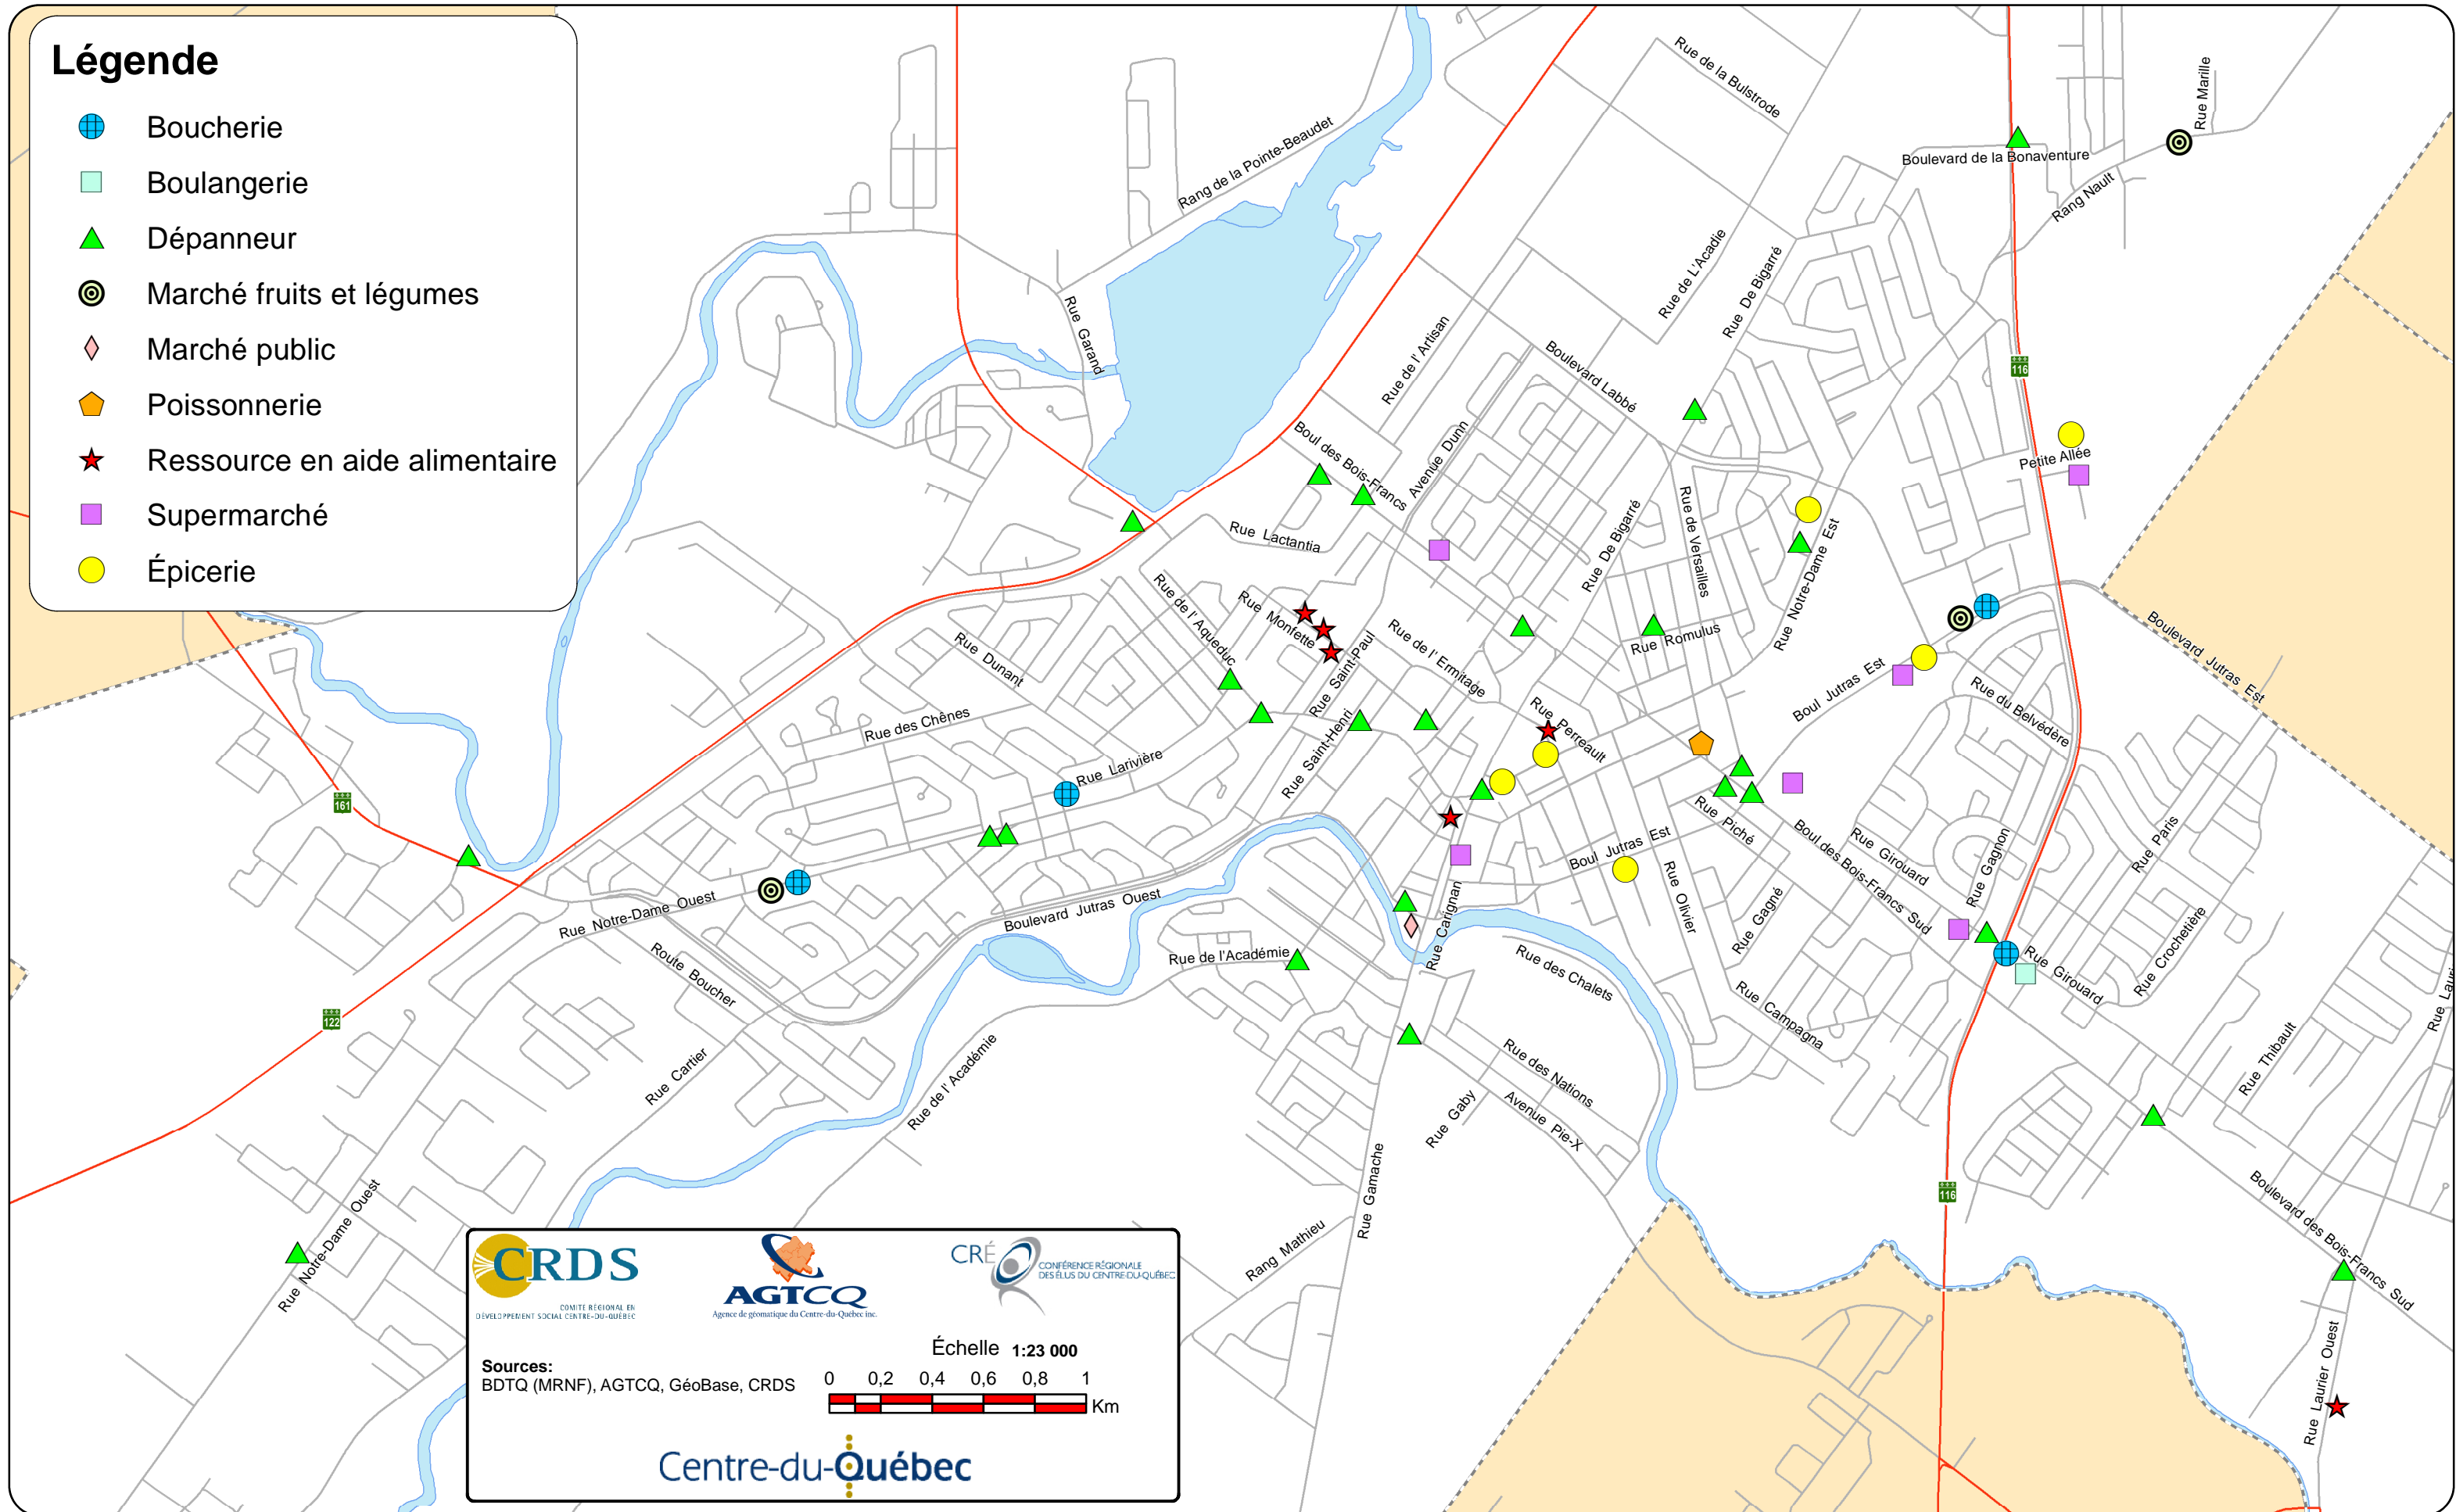 Légende
Boucherie
Boulangerie
Dépanneur
Marché fruits et légumes
Marché public
Poissonnerie
Ressource en aide alimentaire
Supermarché
Épicerie
Rue de la Bulstrode
Rue Marille
Boulevard de la Bonaventure
Rang Nault
Rang de la Pointe-Beaudet
Rue Garand
Rue de L'Acadie
Rue De Bigarré
Rue de l' Artisan
Boulevard Labbé
116
Boul des Bois-Francs
Avenue Dunn
Petite Allée
Rue Lactantia
Rue De Bigarré
Rue de Versailles
Rue Notre-Dame Est
Rue de l' Aqueduc
Rue Monfette
Rue Saint-Paul
Rue de l' Ermitage
Rue Romulus
Boulevard Jutras Est
Rue Dunant
Rue des Chênes
Rue Saint-Henri
Rue Perreault
Boul Jutras Est
Rue du Belvédère
Rue Larivière
161
Rue Piché
Boul Jutras Est
Boul des Bois-Francs Sud
Rue Girouard
Rue Gagnon
Rue Paris
Rue Notre-Dame Ouest
Boulevard Jutras Ouest
Rue Carignan
Rue Olivier
Rue Gagné
Rue Crochetière
Route Boucher
Rue de l'Académie
Rue des Chalets
Rue Girouard
Rue Campagna
122
Rue Cartier
Rue de l' Académie
Rue des Nations
Rue Gaby
Avenue Pie-X
Rue Thibault
Rue Gamache
116
Rue Notre-Dame Ouest
Rang Mathieu
Boulevard des Bois-Francs Sud
Rue Laurier Ouest
CRDS
COMITÉ RÉGIONAL EN
DÉVELOPPEMENT SOCIAL CENTRE-DU-QUÉBEC
AGTCQ
Agence de géomatique du Centre-du-Québec inc.
CRÉ
CONFÉRENCE RÉGIONALE
DES ÉLUS DU CENTRE-DU-QUÉBEC
Échelle 1:23 000
Sources:
BDTQ (MRNF), AGTCQ, GéoBase, CRDS
0 0,2 0,4 0,6 0,8 1
Km
Centre-du-Québec